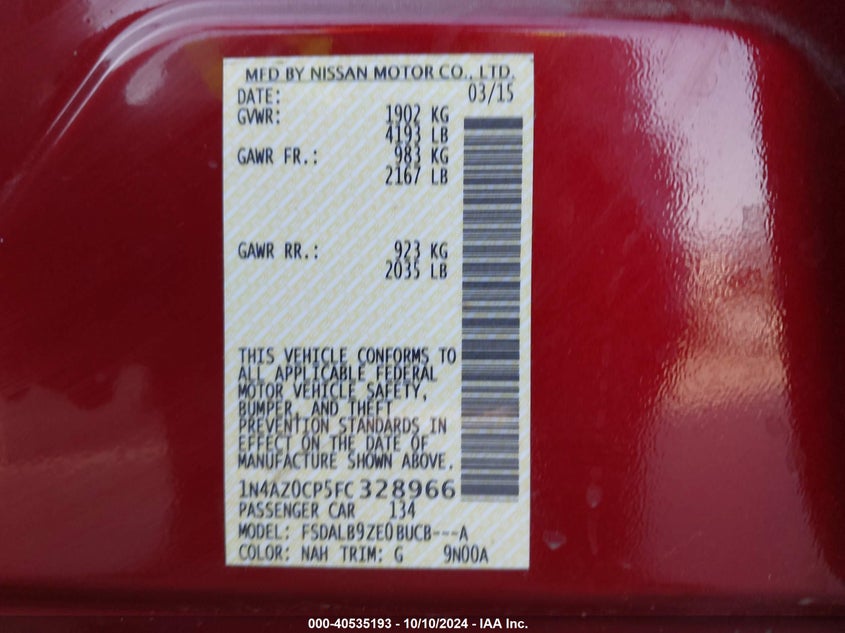 MFD BY NISSAN MOTOR CO., LTD.
DATE: 03/15
GVWR: 1902 KG
4193 LB
GAWR FR.: 983 KG
2167 LB
GAWR RR.: 923 KG
2035 LB
THIS VEHICLE CONFORMS TO
ALL APPLICABLE FEDERAL
MOTOR VEHICLE SAFETY,
BUMPER, AND THEFT
PREVENTION STANDARDS IN
EFFECT ON THE DATE OF
MANUFACTURE SHOWN ABOVE.
1N4AZ0CP5FC328966
PASSENGER CAR 134
MODEL: FSDALB9ZE0BUCB---A
COLOR: NAH TRIM: G 9N00A
000-40535193 - 10/10/2024 - IAA Inc.